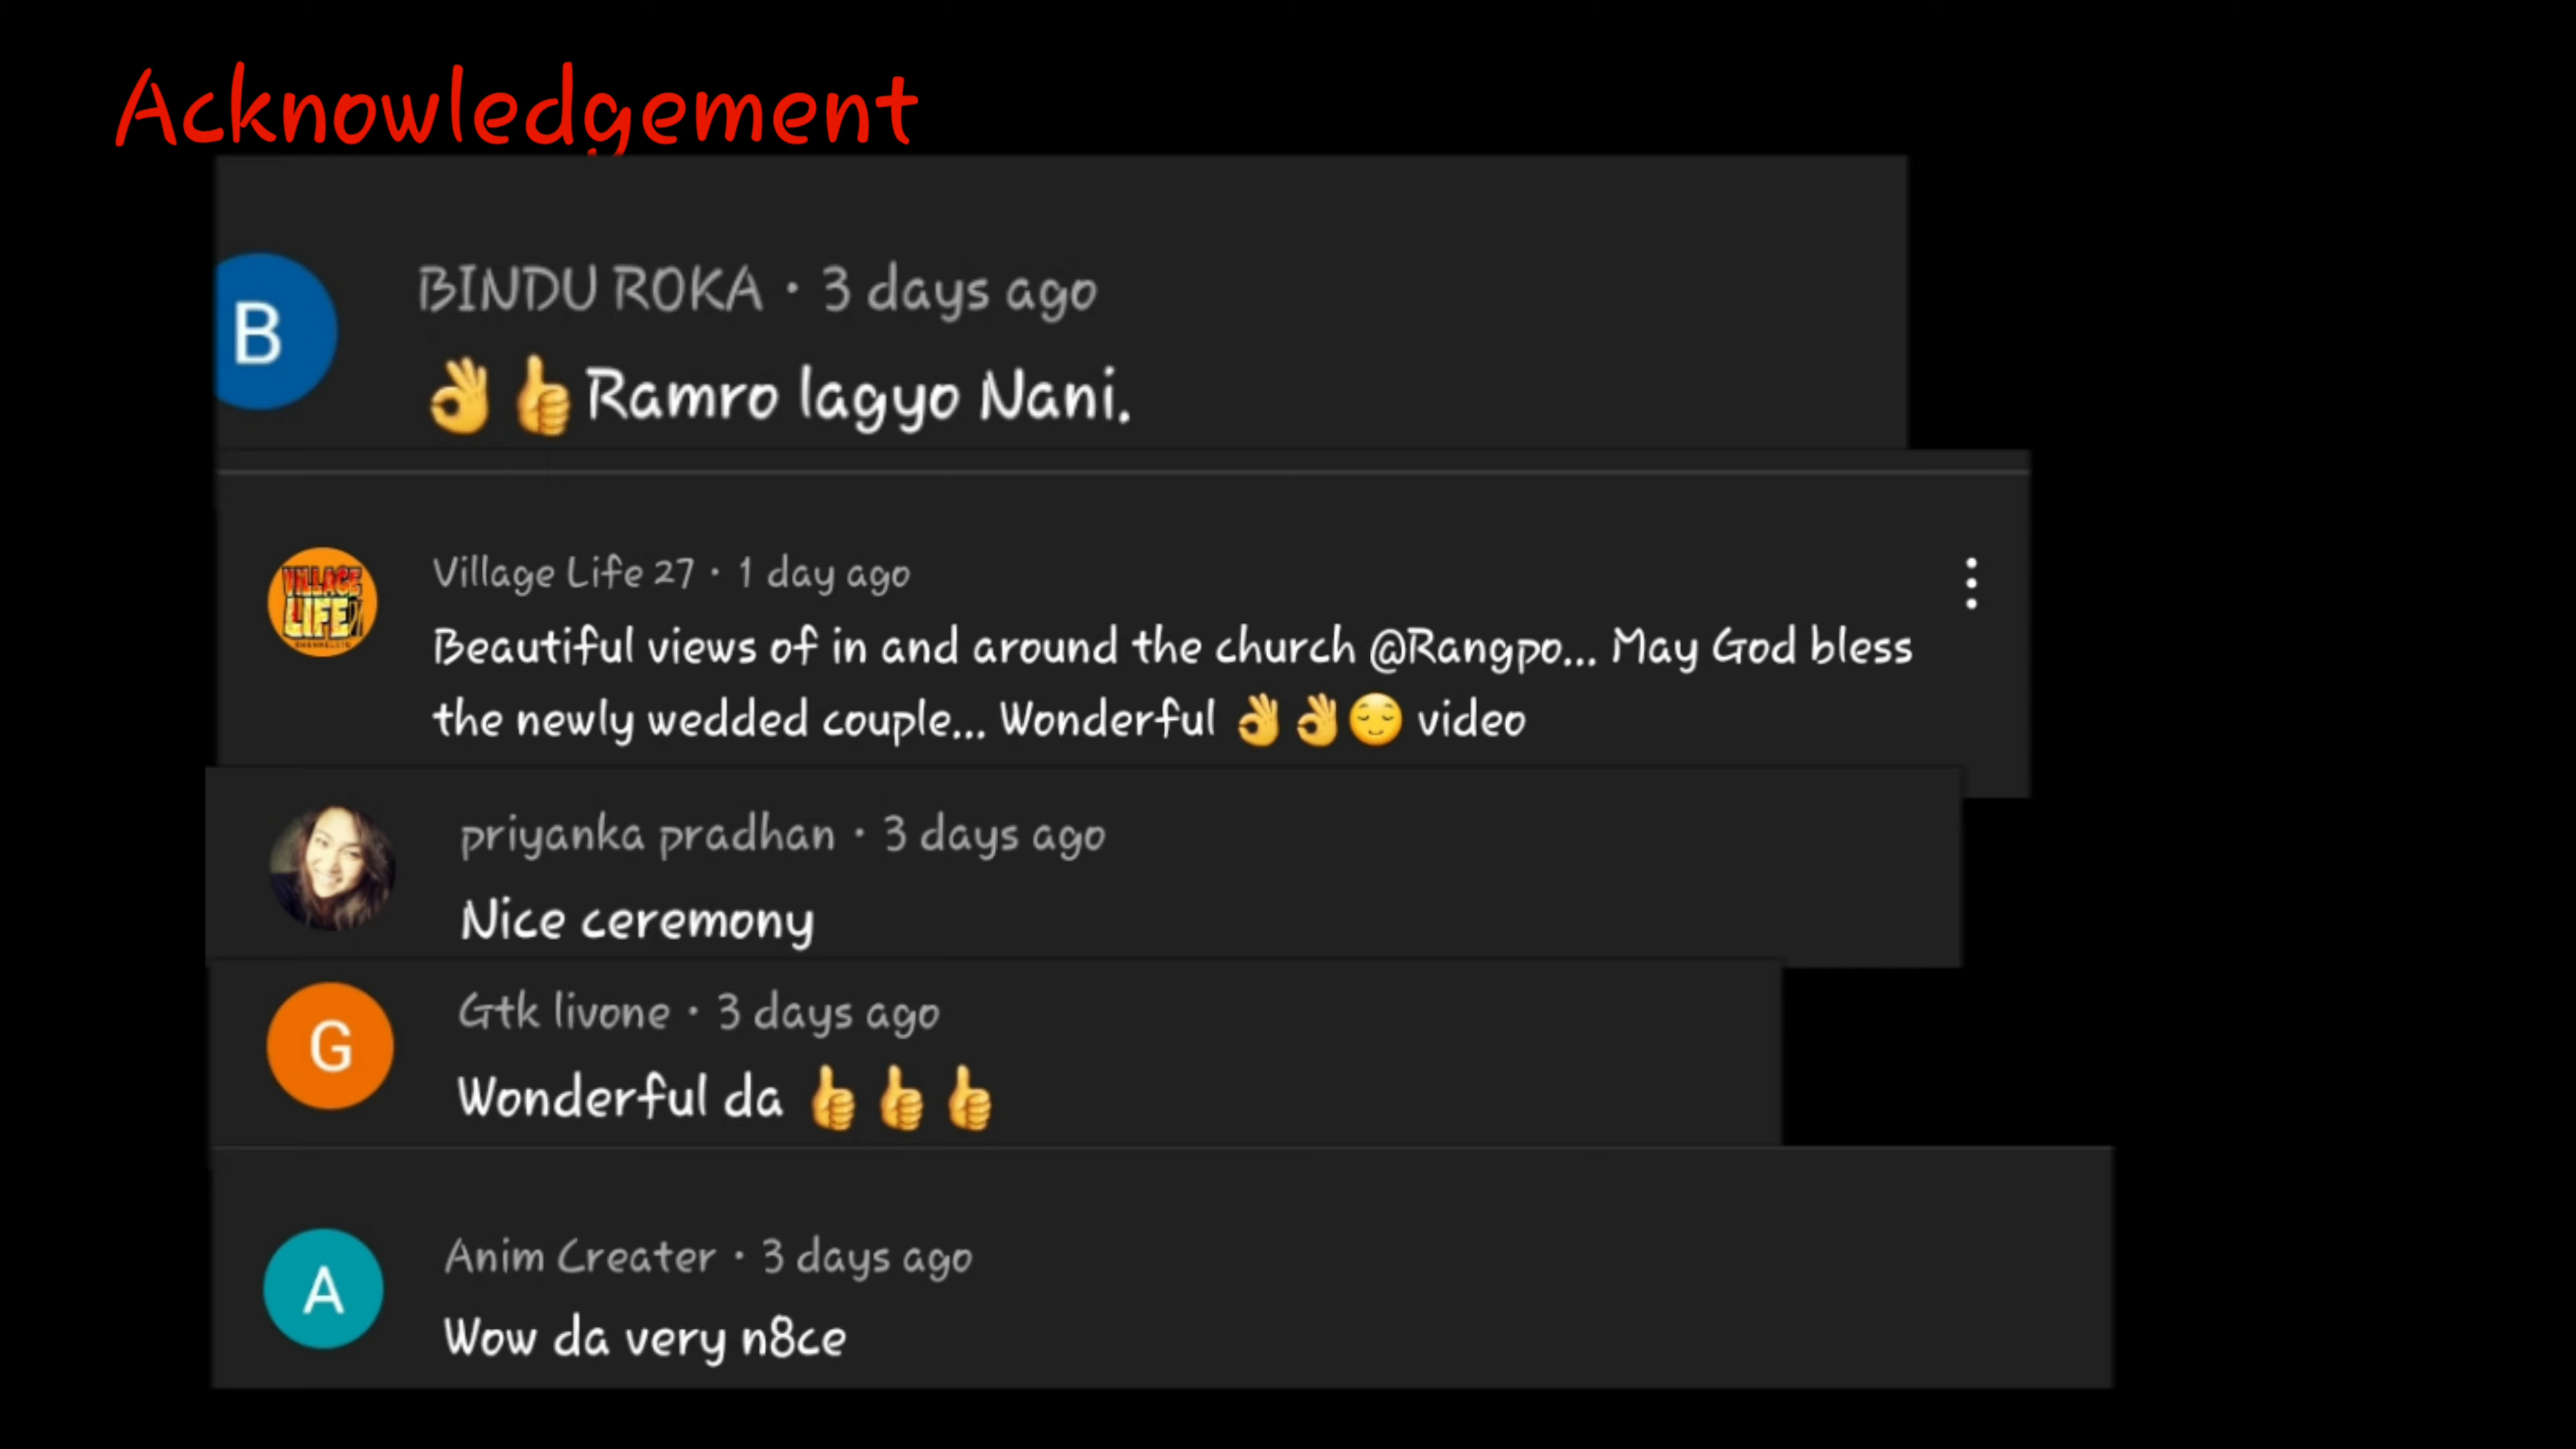 Acknowledgement
B
BINDU ROKA · 3 days ago
👌👍Ramro lagyo Nani.
VILLAGE
LIFE
Village Life 27 · 1 day ago
Beautiful views of in and around the church @Rangpo... May God bless
the newly wedded couple... Wonderful 👌👌😌 video
priyanka pradhan · 3 days ago
Nice ceremony
G
Gtk livone · 3 days ago
Wonderful da 👍👍👍
A
Anim Creater · 3 days ago
Wow da very n8ce